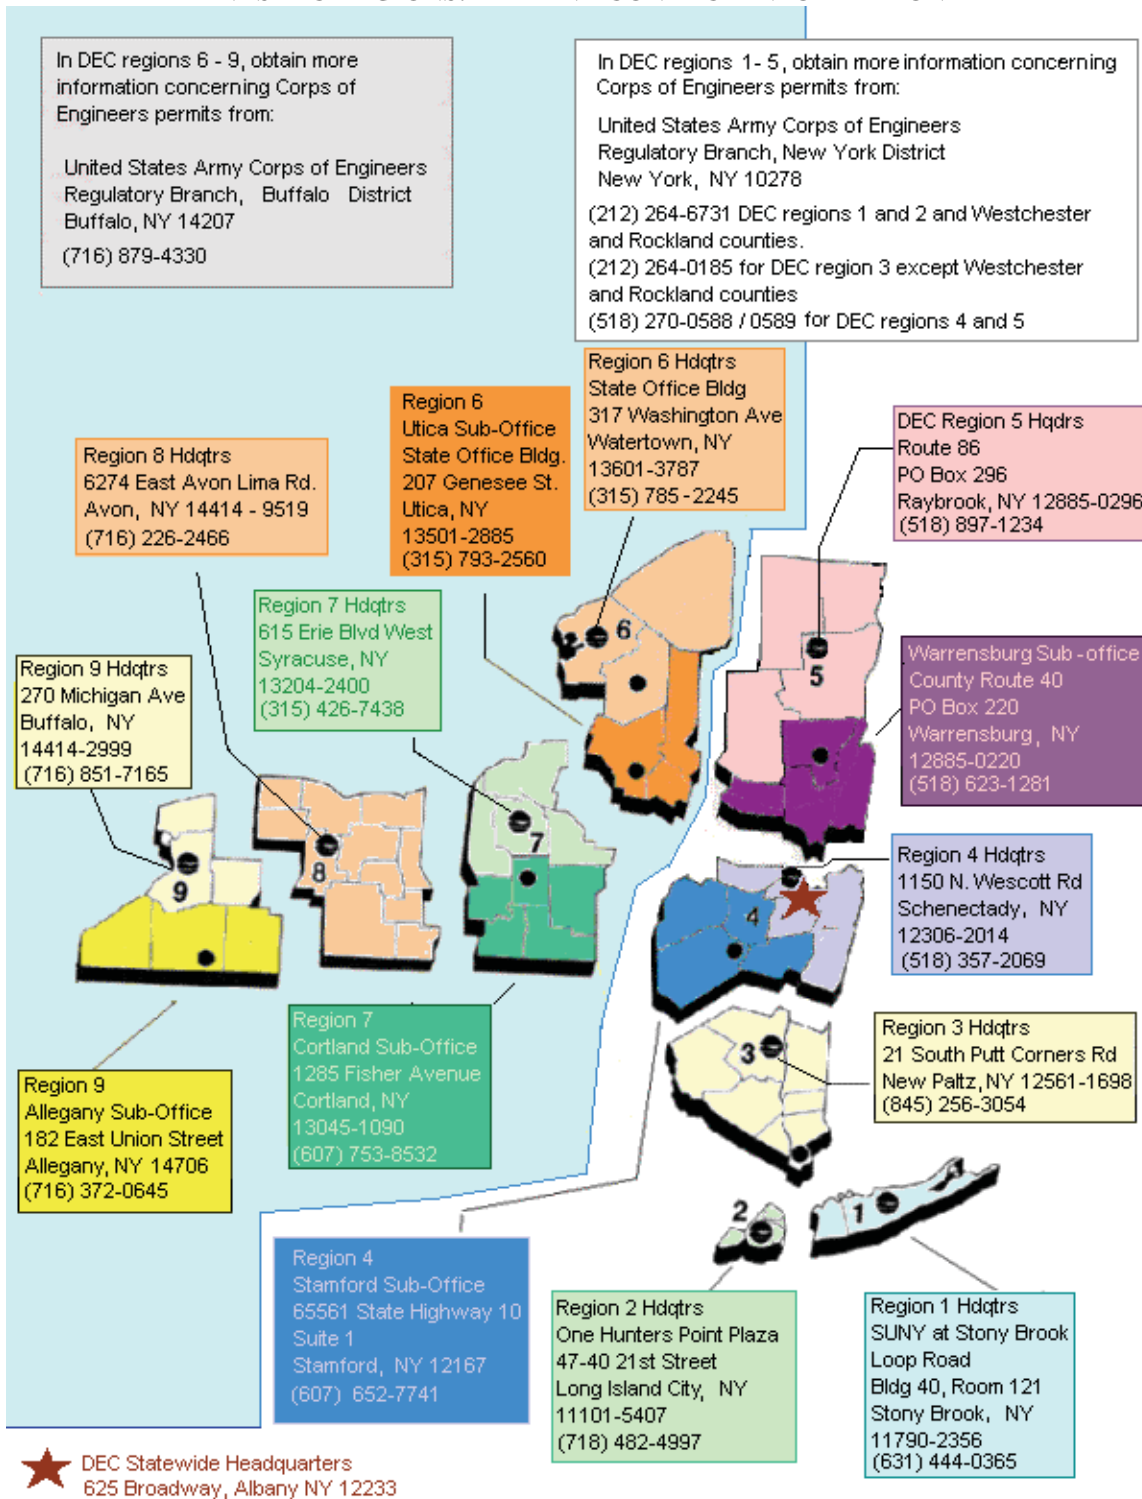 In DEC regions 6 - 9, obtain more
information concerning Corps of
Engineers permits from:
United States Army Corps of Engineers
Regulatory Branch, Buffalo District
Buffalo, NY 14207
(716) 879-4330
In DEC regions 1- 5, obtain more information concerning
Corps of Engineers permits from:
United States Army Corps of Engineers
Regulatory Branch, New York District
New York, NY 10278
(212) 264-6731 DEC regions 1 and 2 and Westchester
and Rockland counties.
(212) 264-0185 for DEC region 3 except Westchester
and Rockland counties
(518) 270-0588 / 0589 for DEC regions 4 and 5
Region 6 Hdqtrs
State Office Bldg
317 Washington Ave
Watertown, NY
13601-3787
(315) 785 -2245
Region 6
Utica Sub-Office
State Office Bldg.
207 Genesee St.
Utica, NY
13501-2885
(315) 793-2560
DEC Region 5 Hqdrs
Route 86
PO Box 296
Raybrook, NY 12885-0296
(518) 897-1234
Region 8 Hdqtrs
6274 East Avon Lima Rd.
Avon, NY 14414 - 9519
(716) 226-2466
Region 7 Hdqtrs
615 Erie Blvd West
Syracuse, NY
13204-2400
(315) 426-7438
6
5
Warrensburg Sub -office
County Route 40
PO Box 220
Warrensburg, NY
12885-0220
(518) 623-1281
Region 9 Hdqtrs
270 Michigan Ave
Buffalo, NY
14414-2999
(716) 851-7165
9
8
7
4
Region 4 Hdqtrs
1150 N. Wescott Rd
Schenectady, NY
12306-2014
(518) 357-2069
Region 7
Cortland Sub-Office
1285 Fisher Avenue
Cortland, NY
13045-1090
(607) 753-8532
3
Region 3 Hdqtrs
21 South Putt Corners Rd
New Paltz, NY 12561-1698
(845) 256-3054
Region 9
Allegany Sub-Office
182 East Union Street
Allegany, NY 14706
(716) 372-0645
2
1
Region 4
Stamford Sub-Office
65561 State Highway 10
Suite 1
Stamford, NY 12167
(607) 652-7741
Region 2 Hdqtrs
One Hunters Point Plaza
47-40 21st Street
Long Island City, NY
11101-5407
(718) 482-4997
Region 1 Hdqtrs
SUNY at Stony Brook
Loop Road
Bldg 40, Room 121
Stony Brook, NY
11790-2356
(631) 444-0365
DEC Statewide Headquarters
625 Broadway, Albany NY 12233